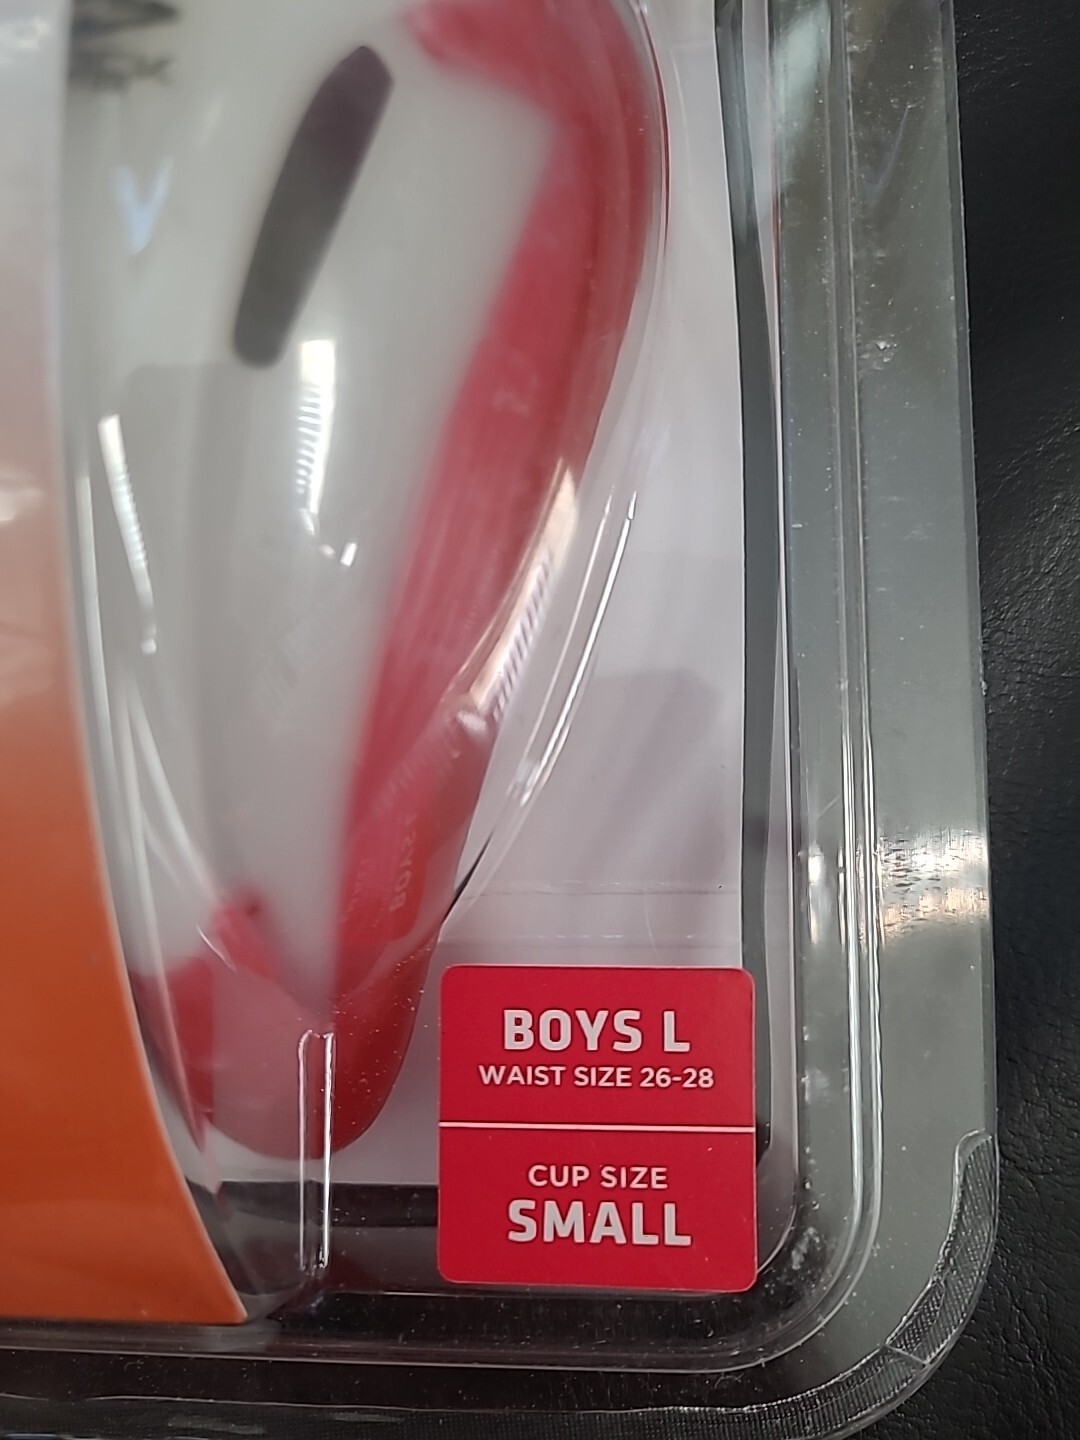 BOYS L
WAIST SIZE 26-28
CUP SIZE
SMALL